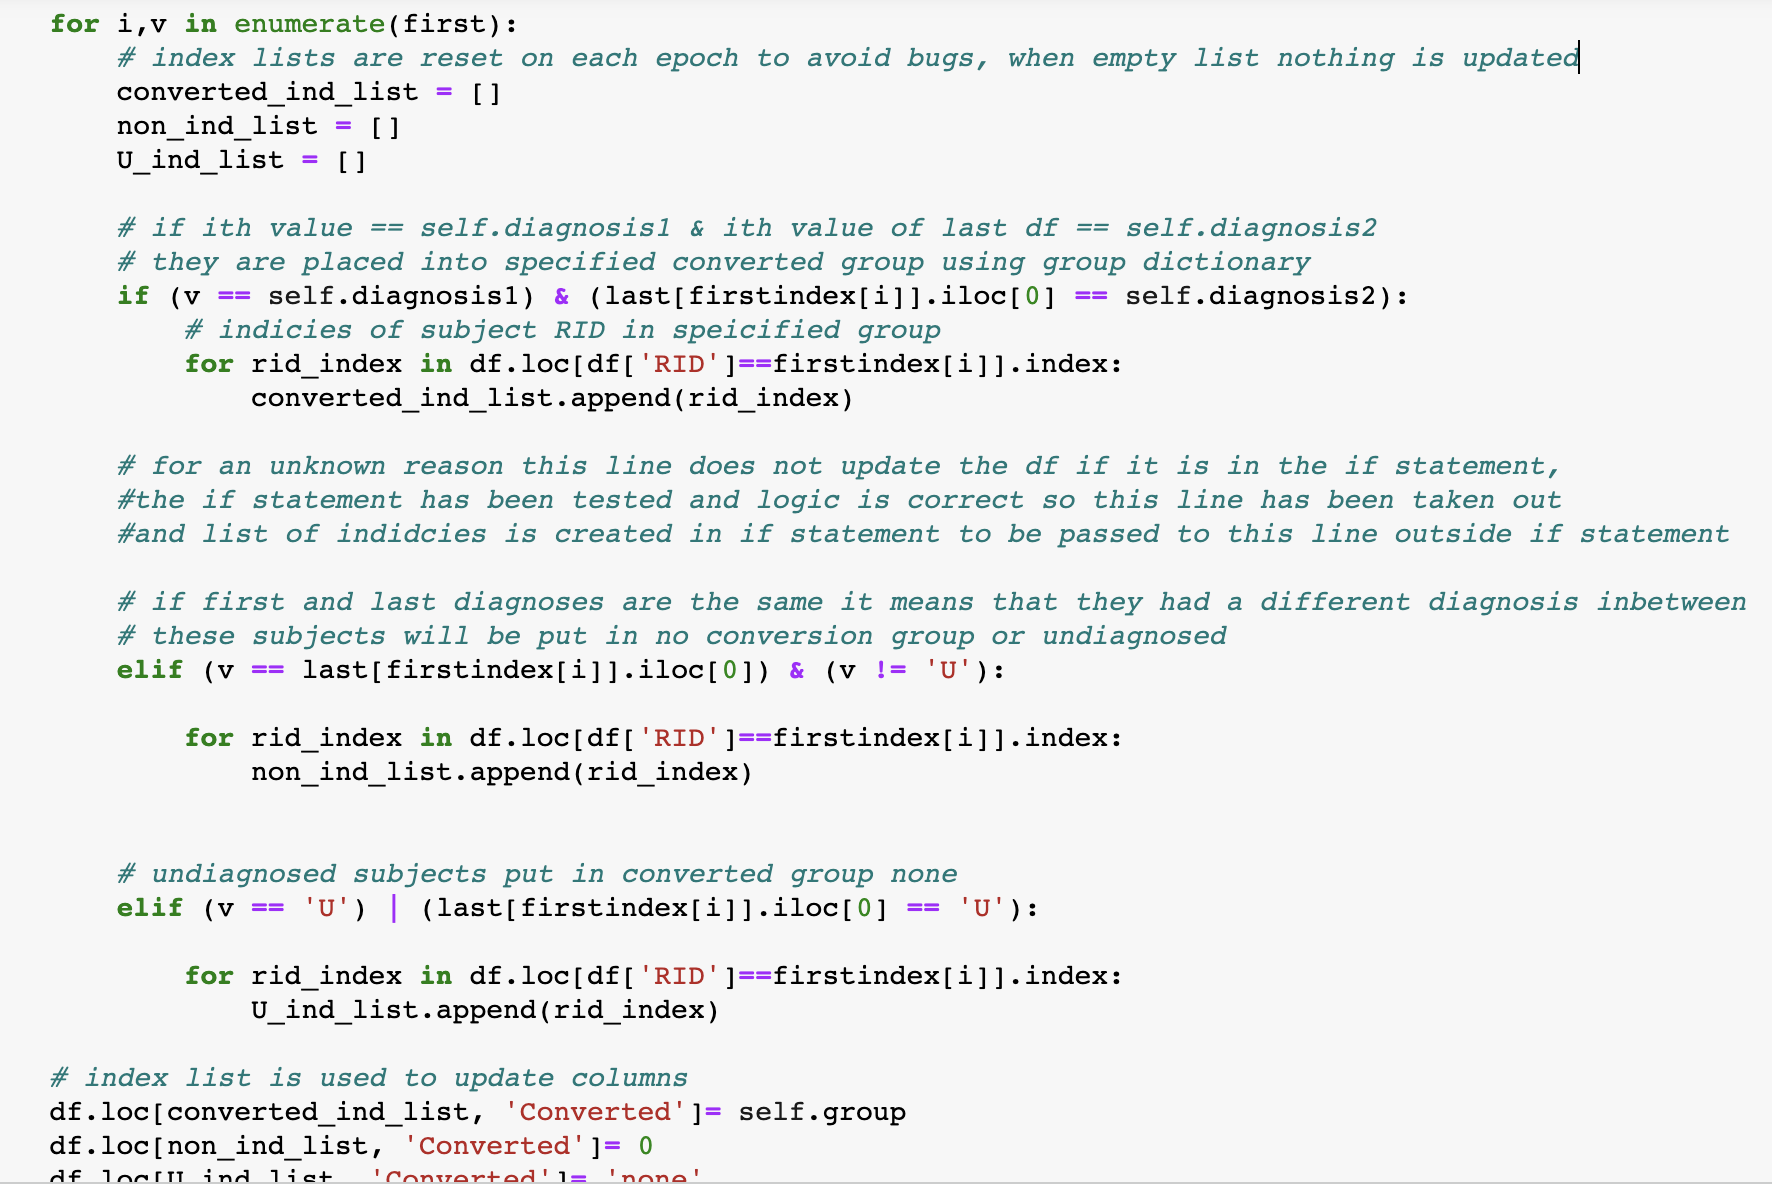 for i,v in enumerate(first):
    # index lists are reset on each epoch to avoid bugs, when empty list nothing is updated
    converted_ind_list = []
    non_ind_list = []
    U_ind_list = []

    # if ith value == self.diagnosis1 & ith value of last df == self.diagnosis2
    # they are placed into specified converted group using group dictionary
    if (v == self.diagnosis1) & (last[firstindex[i]].iloc[0] == self.diagnosis2):
        # indicies of subject RID in speicified group
        for rid_index in df.loc[df['RID']==firstindex[i]].index:
            converted_ind_list.append(rid_index)

    # for an unknown reason this line does not update the df if it is in the if statement,
    #the if statement has been tested and logic is correct so this line has been taken out
    #and list of indidcies is created in if statement to be passed to this line outside if statement

    # if first and last diagnoses are the same it means that they had a different diagnosis inbetween
    # these subjects will be put in no conversion group or undiagnosed
    elif (v == last[firstindex[i]].iloc[0]) & (v != 'U'):

        for rid_index in df.loc[df['RID']==firstindex[i]].index:
            non_ind_list.append(rid_index)


    # undiagnosed subjects put in converted group none
    elif (v == 'U') | (last[firstindex[i]].iloc[0] == 'U'):

        for rid_index in df.loc[df['RID']==firstindex[i]].index:
            U_ind_list.append(rid_index)

# index list is used to update columns
df.loc[converted_ind_list, 'Converted']= self.group
df.loc[non_ind_list, 'Converted']= 0
df.loc[U_ind_list, 'Converted']= 'none'